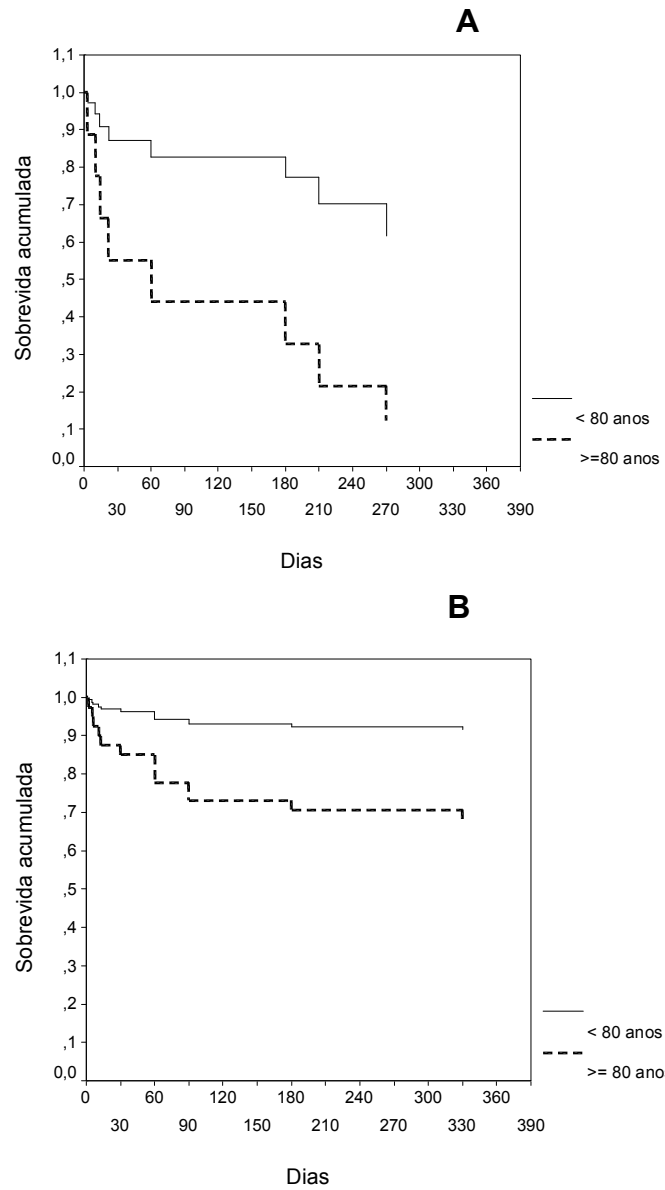 A
1,1
1,0
,9
,8
,7
,6
,5
,4
,3
,2
,1
0,0
Sobrevida acumulada
0 60 120 180 240 300 360
30 90 150 210 270 330 390
Dias
< 80 anos
>=80 anos
B
1,1
1,0
,9
,8
,7
,6
,5
,4
,3
,2
,1
0,0
Sobrevida acumulada
0 60 120 180 240 300 360
30 90 150 210 270 330 390
Dias
< 80 anos
>= 80 ano